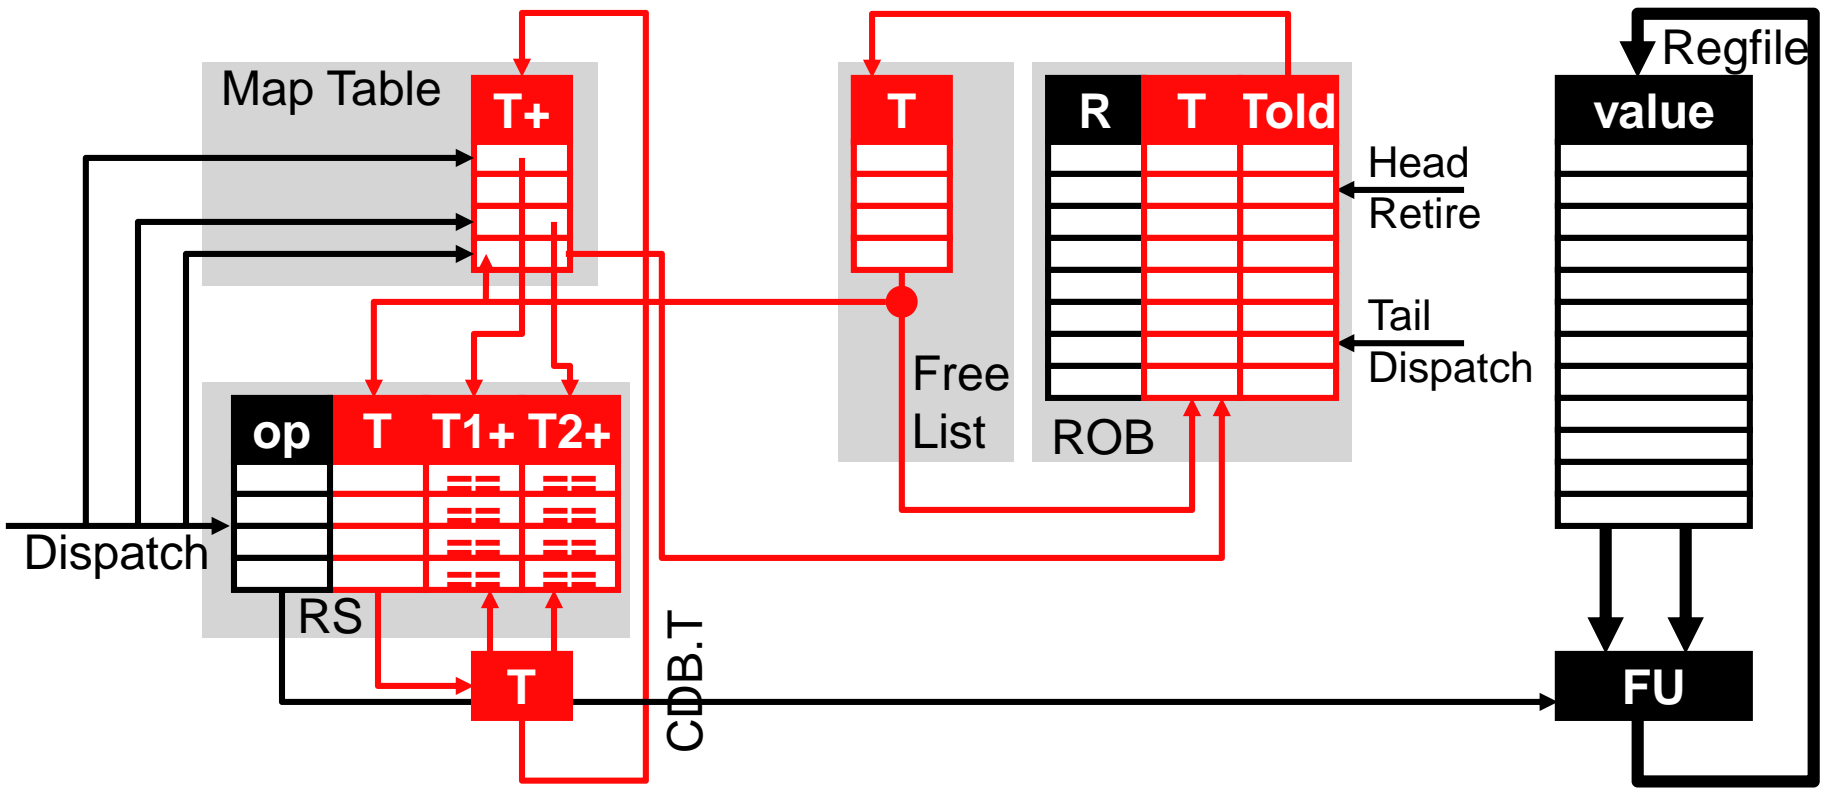 Regfile
Map Table
T+
T
R T Told
value
Head
Retire
Tail
Dispatch
Free
List
ROB
op T T1+ T2+
== ==
== ==
== ==
== ==
Dispatch
RS
CDB.T
T
FU